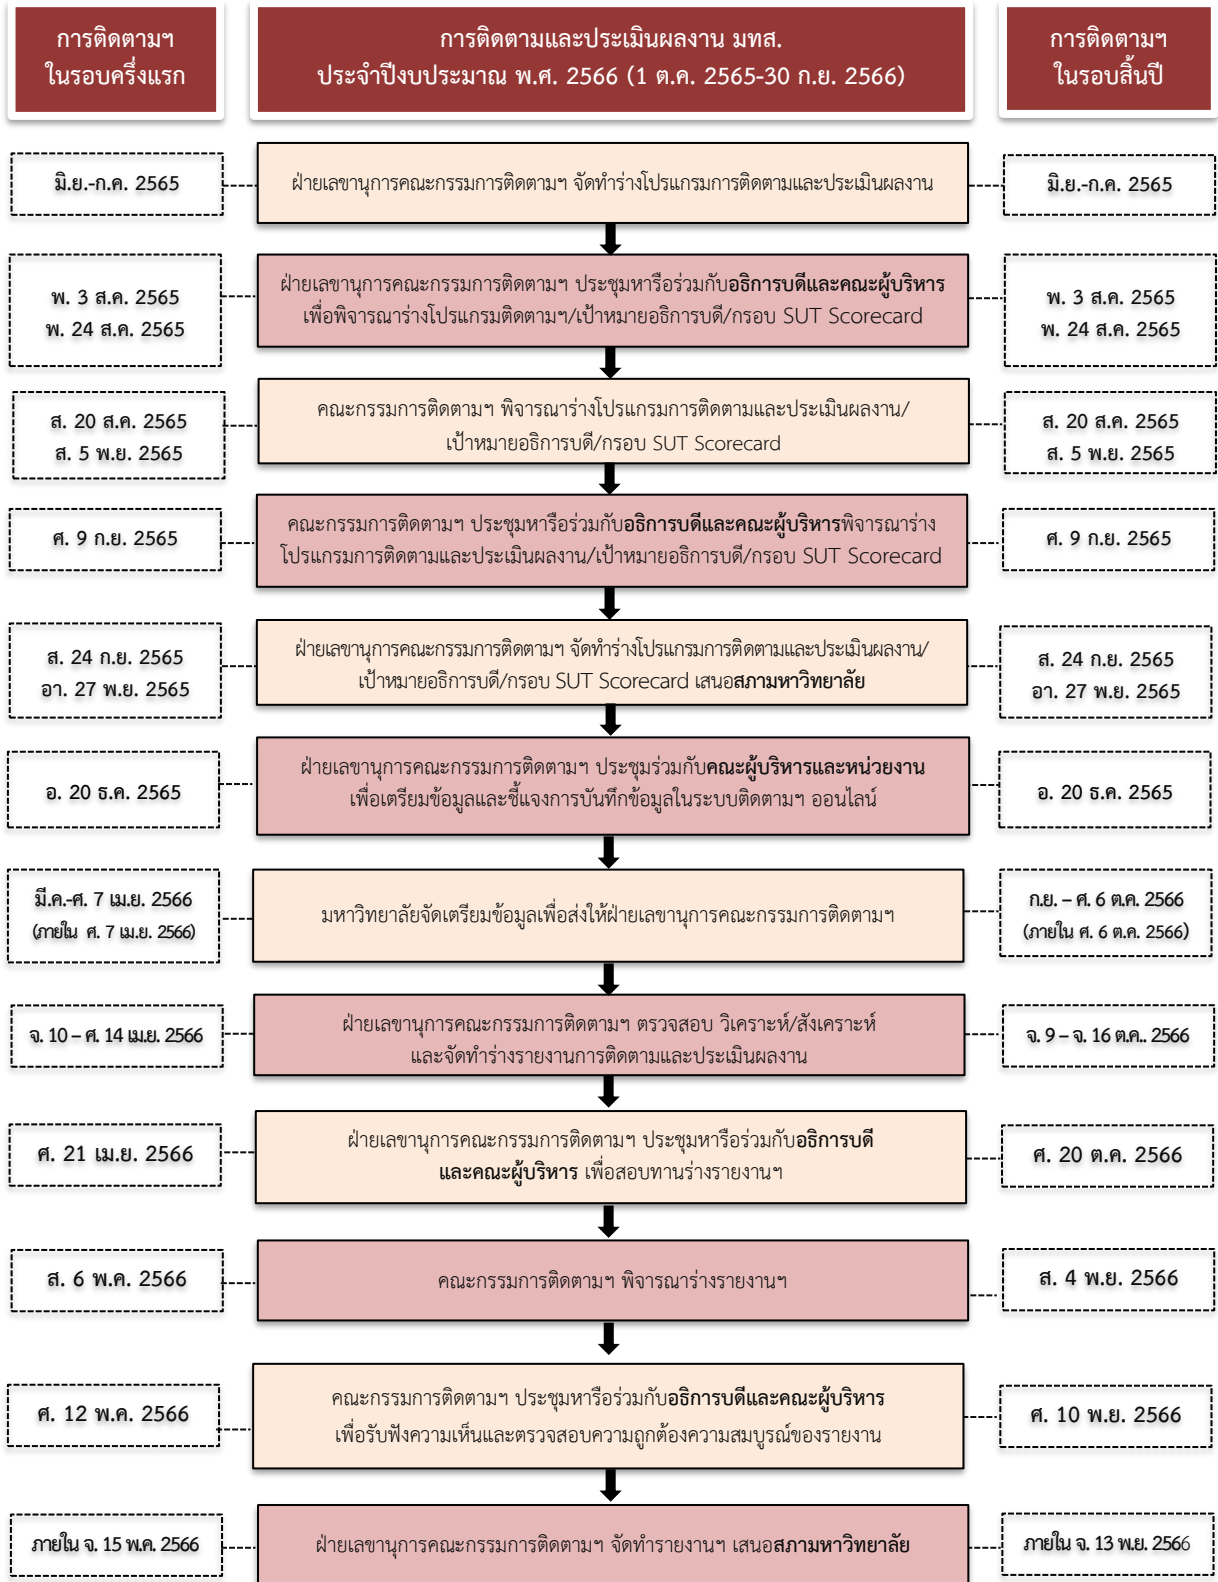 การติดตามฯ
ในรอบครึ่งแรก
การติดตามและประเมินผลงาน มทส.
ประจำปีงบประมาณ พ.ศ. 2566 (1 ต.ค. 2565-30 ก.ย. 2566)
การติดตามฯ
ในรอบสิ้นปี
มิ.ย.-ก.ค. 2565
ฝ่ายเลขานุการคณะกรรมการติดตามฯ จัดทำร่างโปรแกรมการติดตามและประเมินผลงาน
มิ.ย.-ก.ค. 2565
พ. 3 ส.ค. 2565
พ. 24 ส.ค. 2565
ฝ่ายเลขานุการคณะกรรมการติดตามฯ ประชุมหารือร่วมกับอธิการบดีและคณะผู้บริหาร
เพื่อพิจารณาร่างโปรแกรมติดตามฯ/เป้าหมายอธิการบดี/กรอบ SUT Scorecard
พ. 3 ส.ค. 2565
พ. 24 ส.ค. 2565
ส. 20 ส.ค. 2565
ส. 5 พ.ย. 2565
คณะกรรมการติดตามฯ พิจารณาร่างโปรแกรมการติดตามและประเมินผลงาน/
เป้าหมายอธิการบดี/กรอบ SUT Scorecard
ส. 20 ส.ค. 2565
ส. 5 พ.ย. 2565
ศ. 9 ก.ย. 2565
คณะกรรมการติดตามฯ ประชุมหารือร่วมกับอธิการบดีและคณะผู้บริหารพิจารณาร่าง
โปรแกรมการติดตามและประเมินผลงาน/เป้าหมายอธิการบดี/กรอบ SUT Scorecard
ศ. 9 ก.ย. 2565
ส. 24 ก.ย. 2565
อา. 27 พ.ย. 2565
ฝ่ายเลขานุการคณะกรรมการติดตามฯ จัดทำร่างโปรแกรมการติดตามและประเมินผลงาน/
เป้าหมายอธิการบดี/กรอบ SUT Scorecard เสนอสภามหาวิทยาลัย
ส. 24 ก.ย. 2565
อา. 27 พ.ย. 2565
อ. 20 ธ.ค. 2565
ฝ่ายเลขานุการคณะกรรมการติดตามฯ ประชุมร่วมกับคณะผู้บริหารและหน่วยงาน
เพื่อเตรียมข้อมูลและชี้แจงการบันทึกข้อมูลในระบบติดตามฯ ออนไลน์
อ. 20 ธ.ค. 2565
มี.ค.-ศ. 7 เม.ย. 2566
(ภายใน ศ. 7 เม.ย. 2566)
มหาวิทยาลัยจัดเตรียมข้อมูลเพื่อส่งให้ฝ่ายเลขานุการคณะกรรมการติดตามฯ
ก.ย. – ศ. 6 ต.ค. 2566
(ภายใน ศ. 6 ต.ค. 2566)
จ. 10 – ศ. 14 เม.ย. 2566
ฝ่ายเลขานุการคณะกรรมการติดตามฯ ตรวจสอบ วิเคราะห์/สังเคราะห์
และจัดทำร่างรายงานการติดตามและประเมินผลงาน
จ. 9 – จ. 16 ต.ค.. 2566
ศ. 21 เม.ย. 2566
ฝ่ายเลขานุการคณะกรรมการติดตามฯ ประชุมหารือร่วมกับอธิการบดี
และคณะผู้บริหาร เพื่อสอบทานร่างรายงานฯ
ศ. 20 ต.ค. 2566
ส. 6 พ.ค. 2566
คณะกรรมการติดตามฯ พิจารณาร่างรายงานฯ
ส. 4 พ.ย. 2566
ศ. 12 พ.ค. 2566
คณะกรรมการติดตามฯ ประชุมหารือร่วมกับอธิการบดีและคณะผู้บริหาร
เพื่อรับฟังความเห็นและตรวจสอบความถูกต้องความสมบูรณ์ของรายงาน
ศ. 10 พ.ย. 2566
ภายใน จ. 15 พ.ค. 2566
ฝ่ายเลขานุการคณะกรรมการติดตามฯ จัดทำรายงานฯ เสนอสภามหาวิทยาลัย
ภายใน จ. 13 พ.ย. 2566